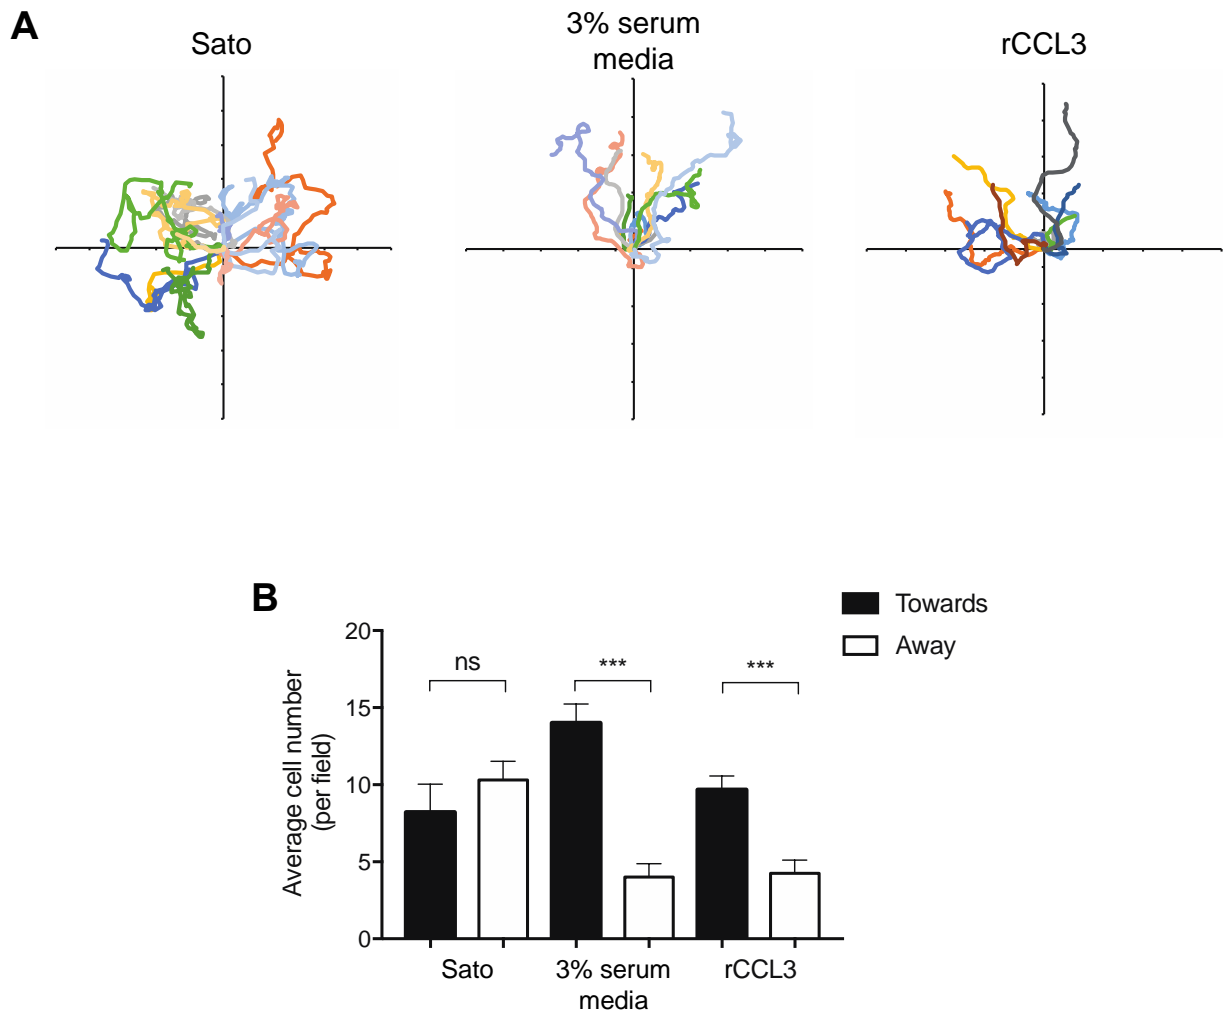 A
Sato
3% serum
media
rCCL3
B
Towards
Away
Average cell number
(per field)
20
15
10
5
0
ns
***
***
Sato
3% serum
media
rCCL3